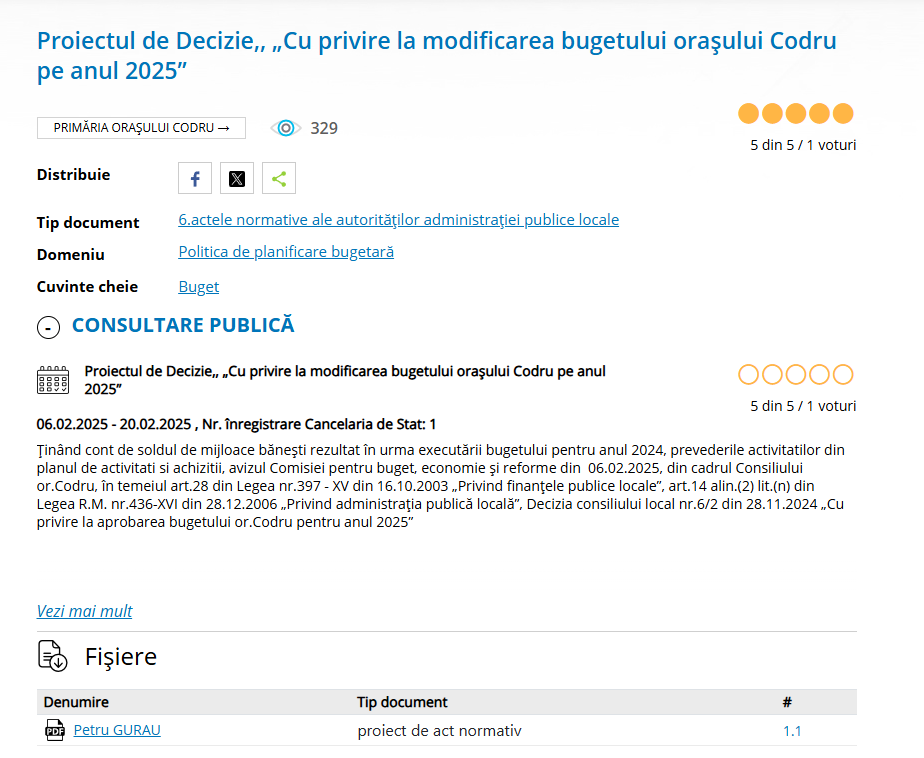 Proiectul de Decizie,, „Cu privire la modificarea bugetului orașului Codru
pe anul 2025”
PRIMĂRIA ORAȘULUI CODRU →
329
5 din 5 / 1 voturi
Distribuie
Tip document
6.actele normative ale autorităților administrației publice locale
Domeniu
Politica de planificare bugetară
Cuvinte cheie
Buget
- CONSULTARE PUBLICĂ
Proiectul de Decizie,, „Cu privire la modificarea bugetului orașului Codru pe anul
2025”
5 din 5 / 1 voturi
06.02.2025 - 20.02.2025 , Nr. înregistrare Cancelaria de Stat: 1
Ținând cont de soldul de mijloace bănești rezultat în urma executării bugetului pentru anul 2024, prevederile activitatilor din
planul de activitati si achizitii, avizul Comisiei pentru buget, economie și reforme din 06.02.2025, din cadrul Consiliului
or.Codru, în temeiul art.28 din Legea nr.397 - XV din 16.10.2003 „Privind finanțele publice locale”, art.14 alin.(2) lit.(n) din
Legea R.M. nr.436-XVI din 28.12.2006 „Privind administrația publică locală”, Decizia consiliului local nr.6/2 din 28.11.2024 „Cu
privire la aprobarea bugetului or.Codru pentru anul 2025”
Vezi mai mult
Fișiere
Denumire Tip document #
PDF Petru GURAU proiect de act normativ 1.1